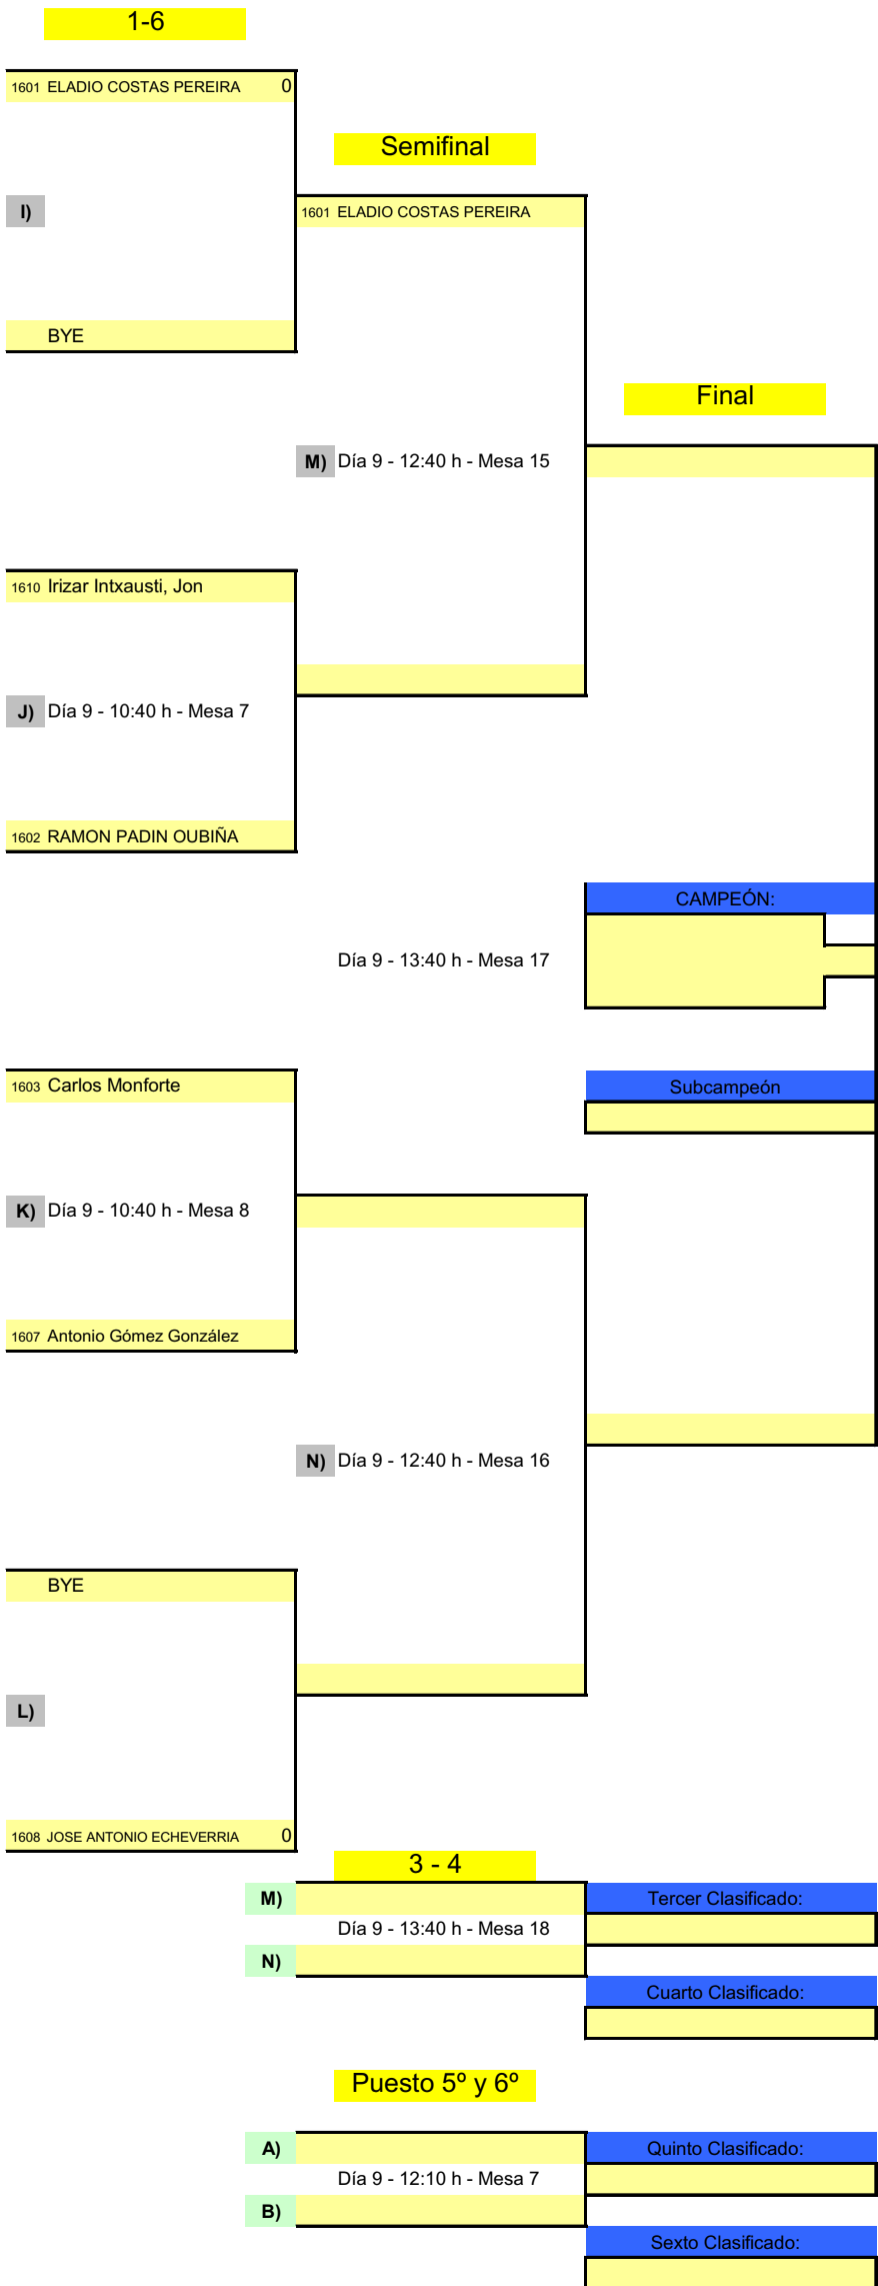 1-6
1601 ELADIO COSTAS PEREIRA 0
Semifinal
I)
1601 ELADIO COSTAS PEREIRA
BYE
Final
M) Día 9 - 12:40 h - Mesa 15
1610 Irizar Intxausti, Jon
J) Día 9 - 10:40 h - Mesa 7
1602 RAMON PADIN OUBIÑA
CAMPEÓN:
Día 9 - 13:40 h - Mesa 17
1603 Carlos Monforte
Subcampeón
K) Día 9 - 10:40 h - Mesa 8
1607 Antonio Gómez González
N) Día 9 - 12:40 h - Mesa 16
BYE
L)
1608 JOSE ANTONIO ECHEVERRIA 0
3 - 4
M)
Tercer Clasificado:
Día 9 - 13:40 h - Mesa 18
N)
Cuarto Clasificado:
Puesto 5º y 6º
A)
Quinto Clasificado:
Día 9 - 12:10 h - Mesa 7
B)
Sexto Clasificado: